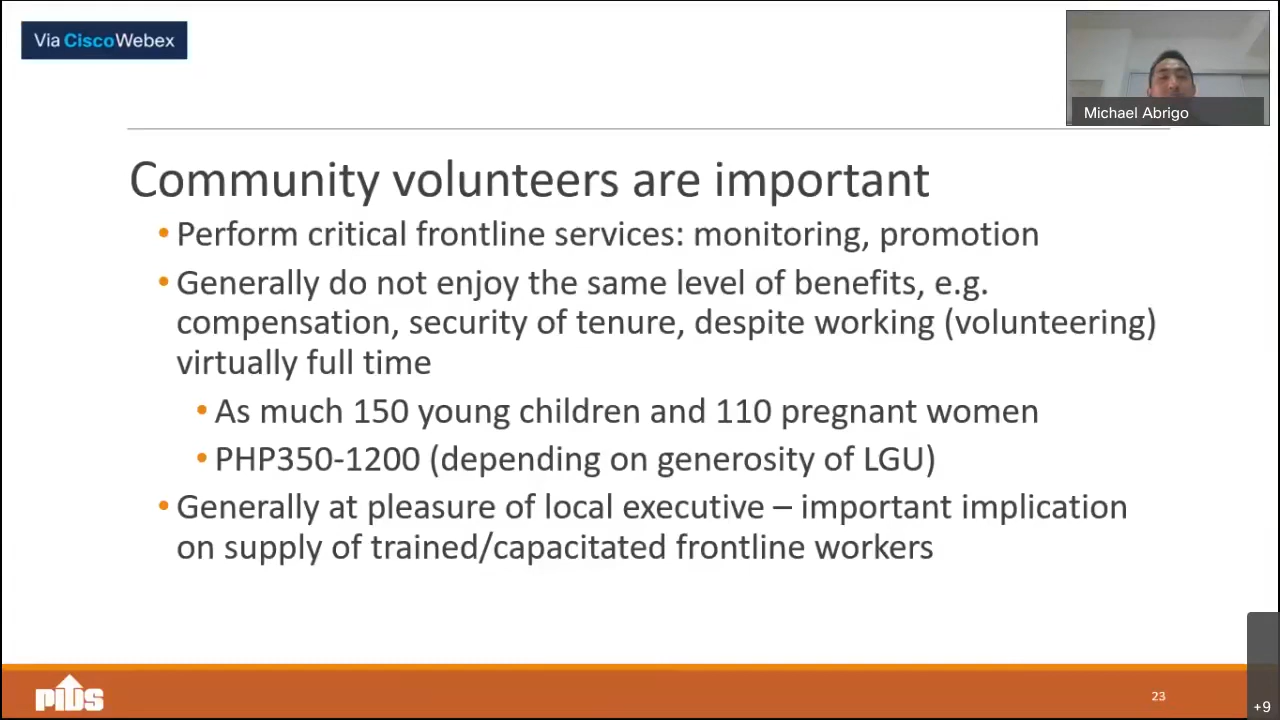 Via CiscoWebex
Michael Abrigo
Community volunteers are important
•Perform critical frontline services: monitoring, promotion
•Generally do not enjoy the same level of benefits, e.g.
compensation, security of tenure, despite working (volunteering)
virtually full time
•As much 150 young children and 110 pregnant women
•PHP350-1200 (depending on generosity of LGU)
•Generally at pleasure of local executive – important implication
on supply of trained/capacitated frontline workers
PIDS
23
+9